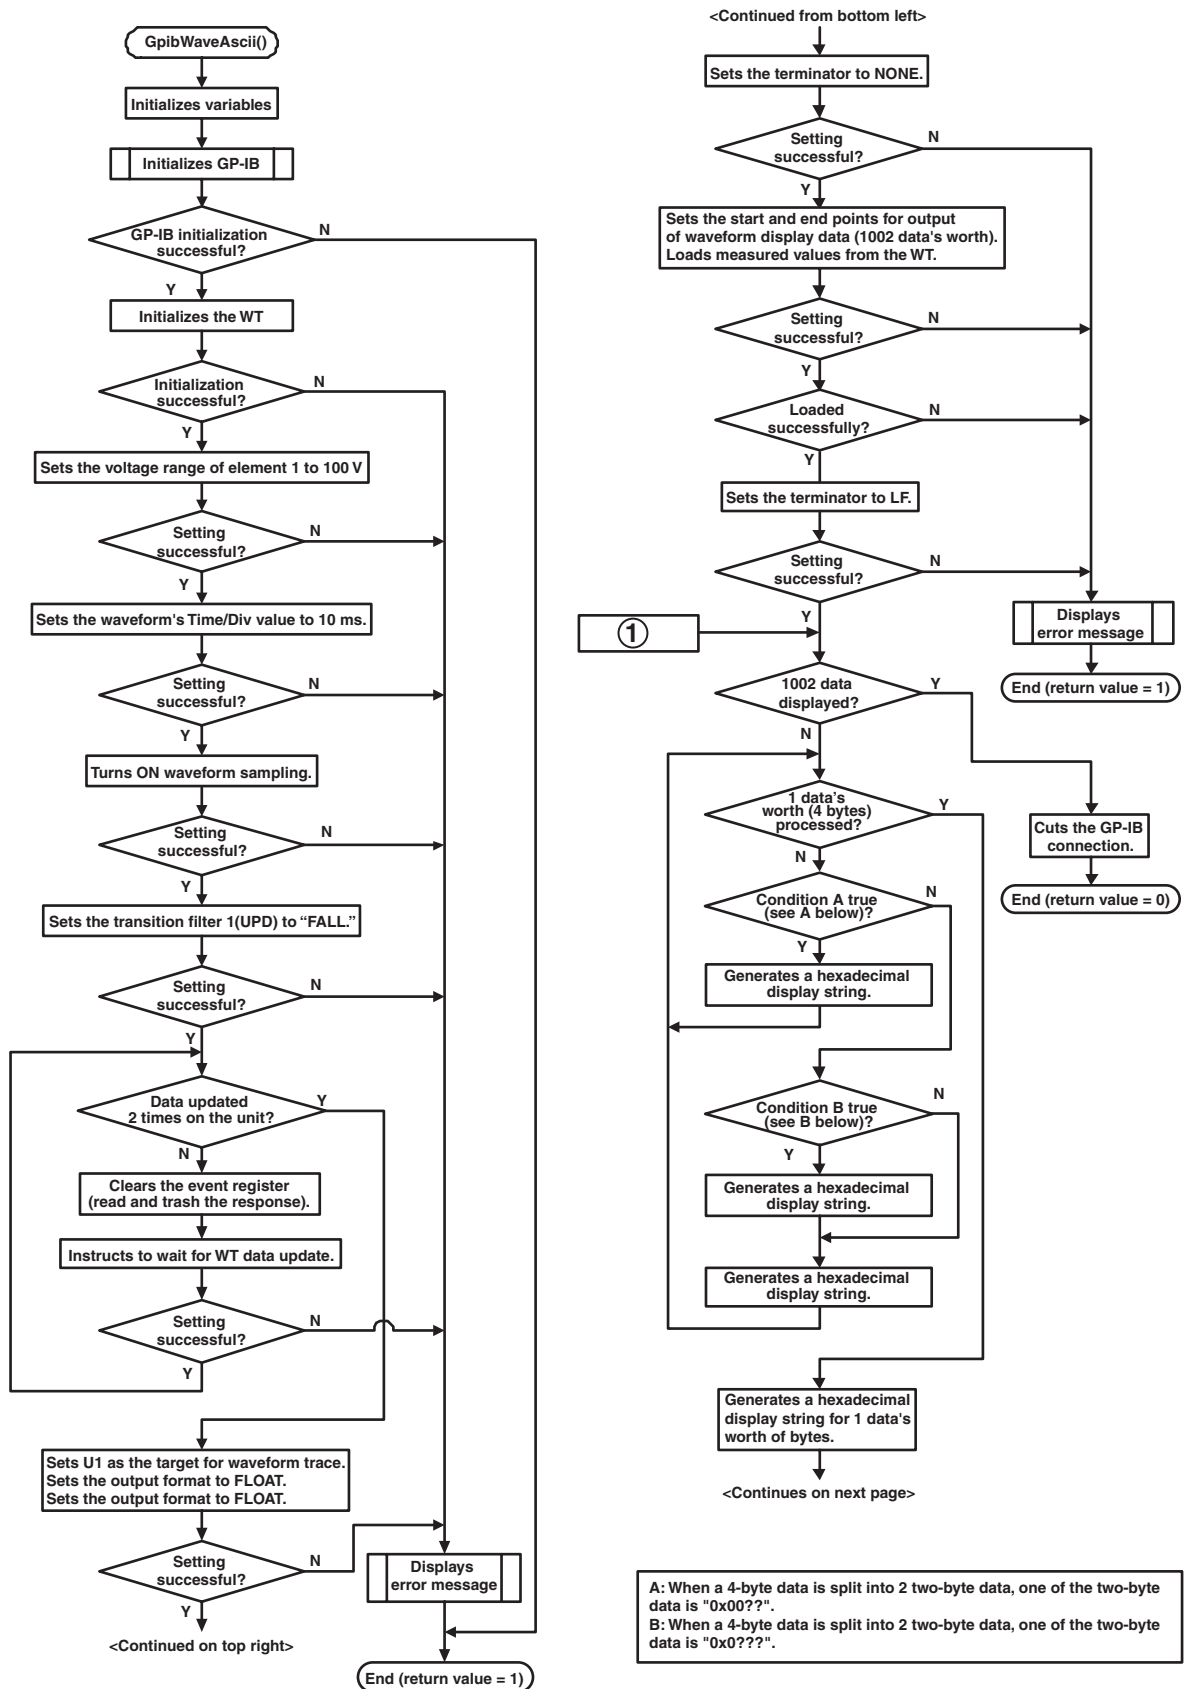 GpibWaveAscii()
Initializes variables
Initializes GP-IB
GP-IB initialization
successful?
N
Y
Initializes the WT
Initialization
successful?
N
Y
Sets the voltage range of element 1 to 100 V
Setting
successful?
N
Y
Sets the waveform's Time/Div value to 10 ms.
Setting
successful?
N
Y
Turns ON waveform sampling.
Setting
successful?
N
Y
Sets the transition filter 1(UPD) to “FALL.”
Setting
successful?
N
Y
Data updated
2 times on the unit?
Y
N
Clears the event register
(read and trash the response).
Instructs to wait for WT data update.
Setting
successful?
N
Y
Sets U1 as the target for waveform trace.
Sets the output format to FLOAT.
Sets the output format to FLOAT.
Setting
successful?
N
Y
<Continued on top right>
Displays
error message
End (return value = 1)
<Continued from bottom left>
Sets the terminator to NONE.
Setting
successful?
N
Y
Sets the start and end points for output
of waveform display data (1002 data's worth).
Loads measured values from the WT.
Setting
successful?
N
Y
Loaded
successfully?
N
Y
Sets the terminator to LF.
Setting
successful?
N
Y
Displays
error message
End (return value = 1)
①
1002 data
displayed?
Y
N
1 data's
worth (4 bytes)
processed?
Y
N
Cuts the GP-IB
connection.
End (return value = 0)
Condition A true
(see A below)?
N
Y
Generates a hexadecimal
display string.
Condition B true
(see B below)?
N
Y
Generates a hexadecimal
display string.
Generates a hexadecimal
display string.
Generates a hexadecimal
display string for 1 data's
worth of bytes.
<Continues on next page>
A: When a 4-byte data is split into 2 two-byte data, one of the two-byte
data is "0x00??".
B: When a 4-byte data is split into 2 two-byte data, one of the two-byte
data is "0x0???".